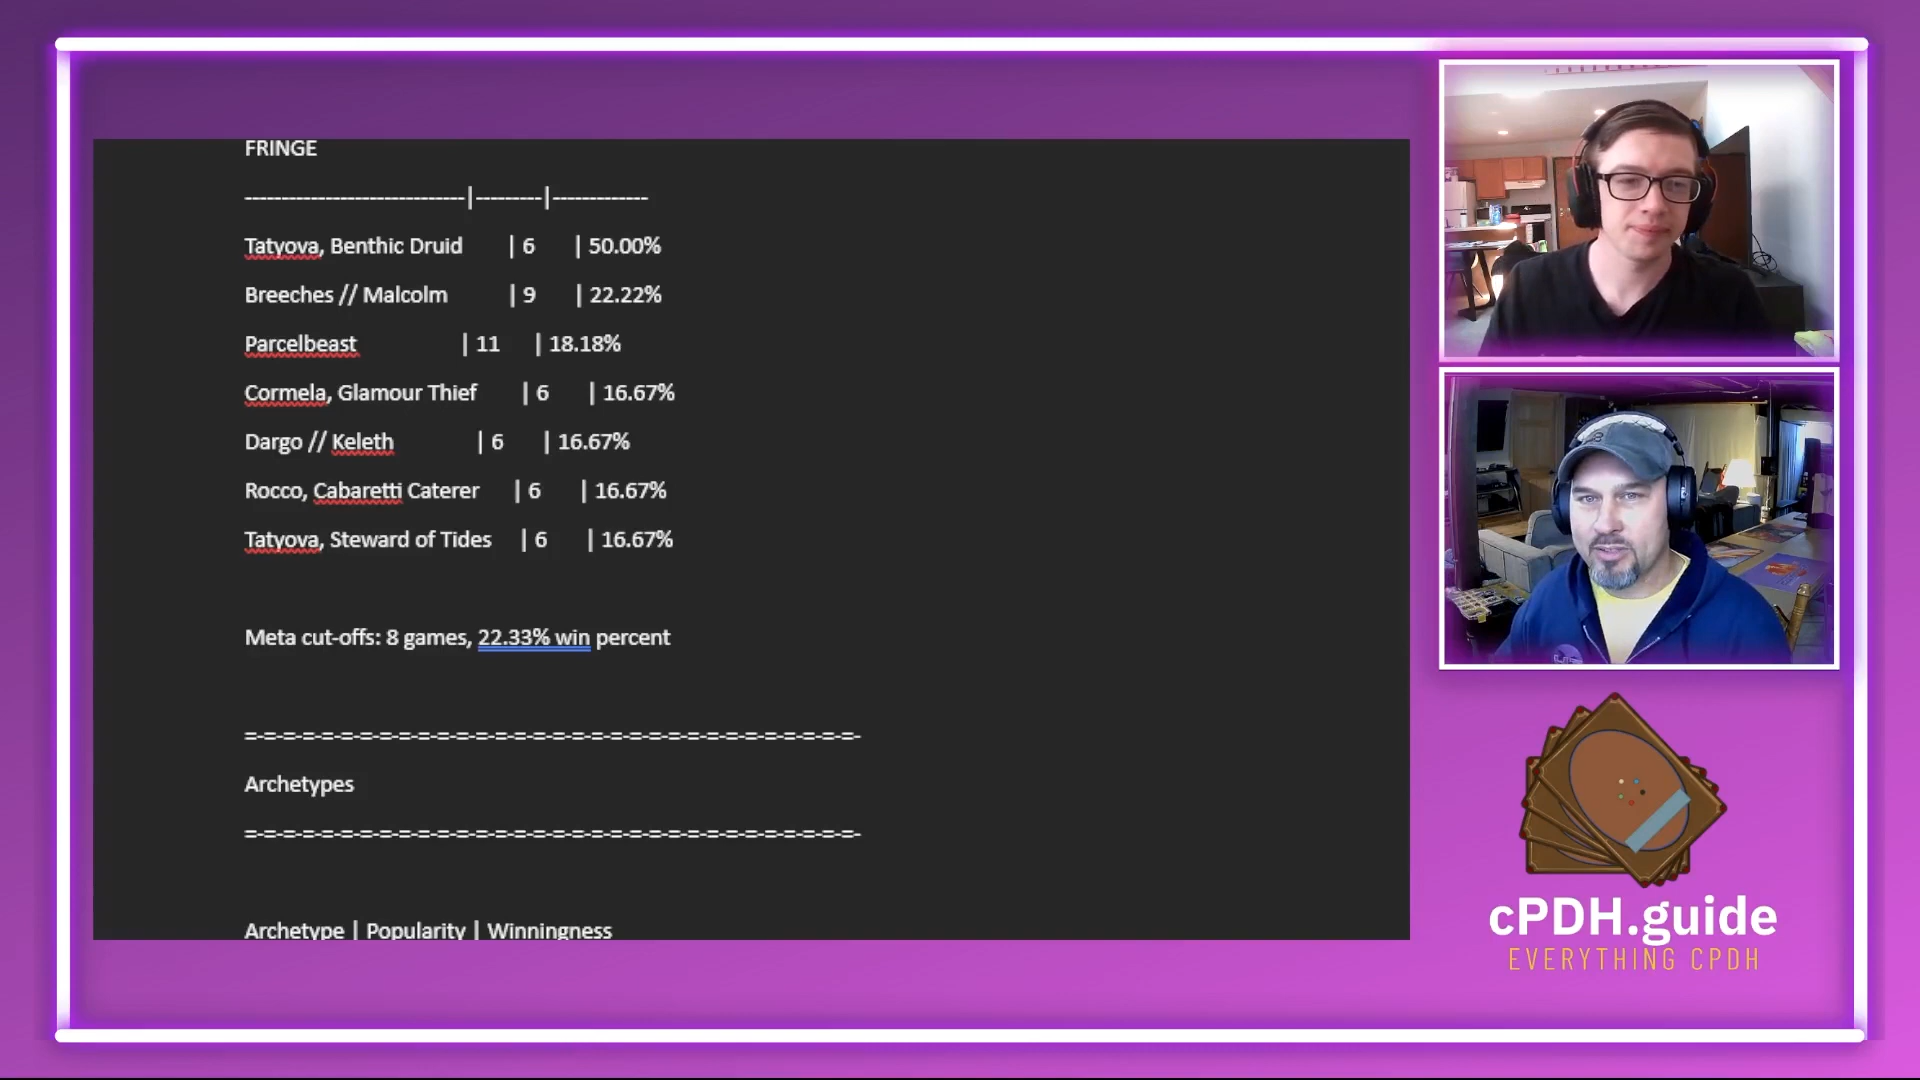 FRINGE
-----------------------------|---------|-------------
Tatyova, Benthic Druid | 6 | 50.00%
Breeches // Malcolm | 9 | 22.22%
Parcelbeast | 11 | 18.18%
Cormela, Glamour Thief | 6 | 16.67%
Dargo // Keleth | 6 | 16.67%
Rocco, Cabaretti Caterer | 6 | 16.67%
Tatyova, Steward of Tides | 6 | 16.67%
Meta cut-offs: 8 games, 22.33% win percent
=-=-=-=-=-=-=-=-=-=-=-=-=-=-=-=-=-=-=-=-=-=-=-=-=-=-=-=-=-=-=-=-
Archetypes
=-=-=-=-=-=-=-=-=-=-=-=-=-=-=-=-=-=-=-=-=-=-=-=-=-=-=-=-=-=-=-=-
Archetype | Popularity | Winningness
cPDH.guide
EVERYTHING CPDH